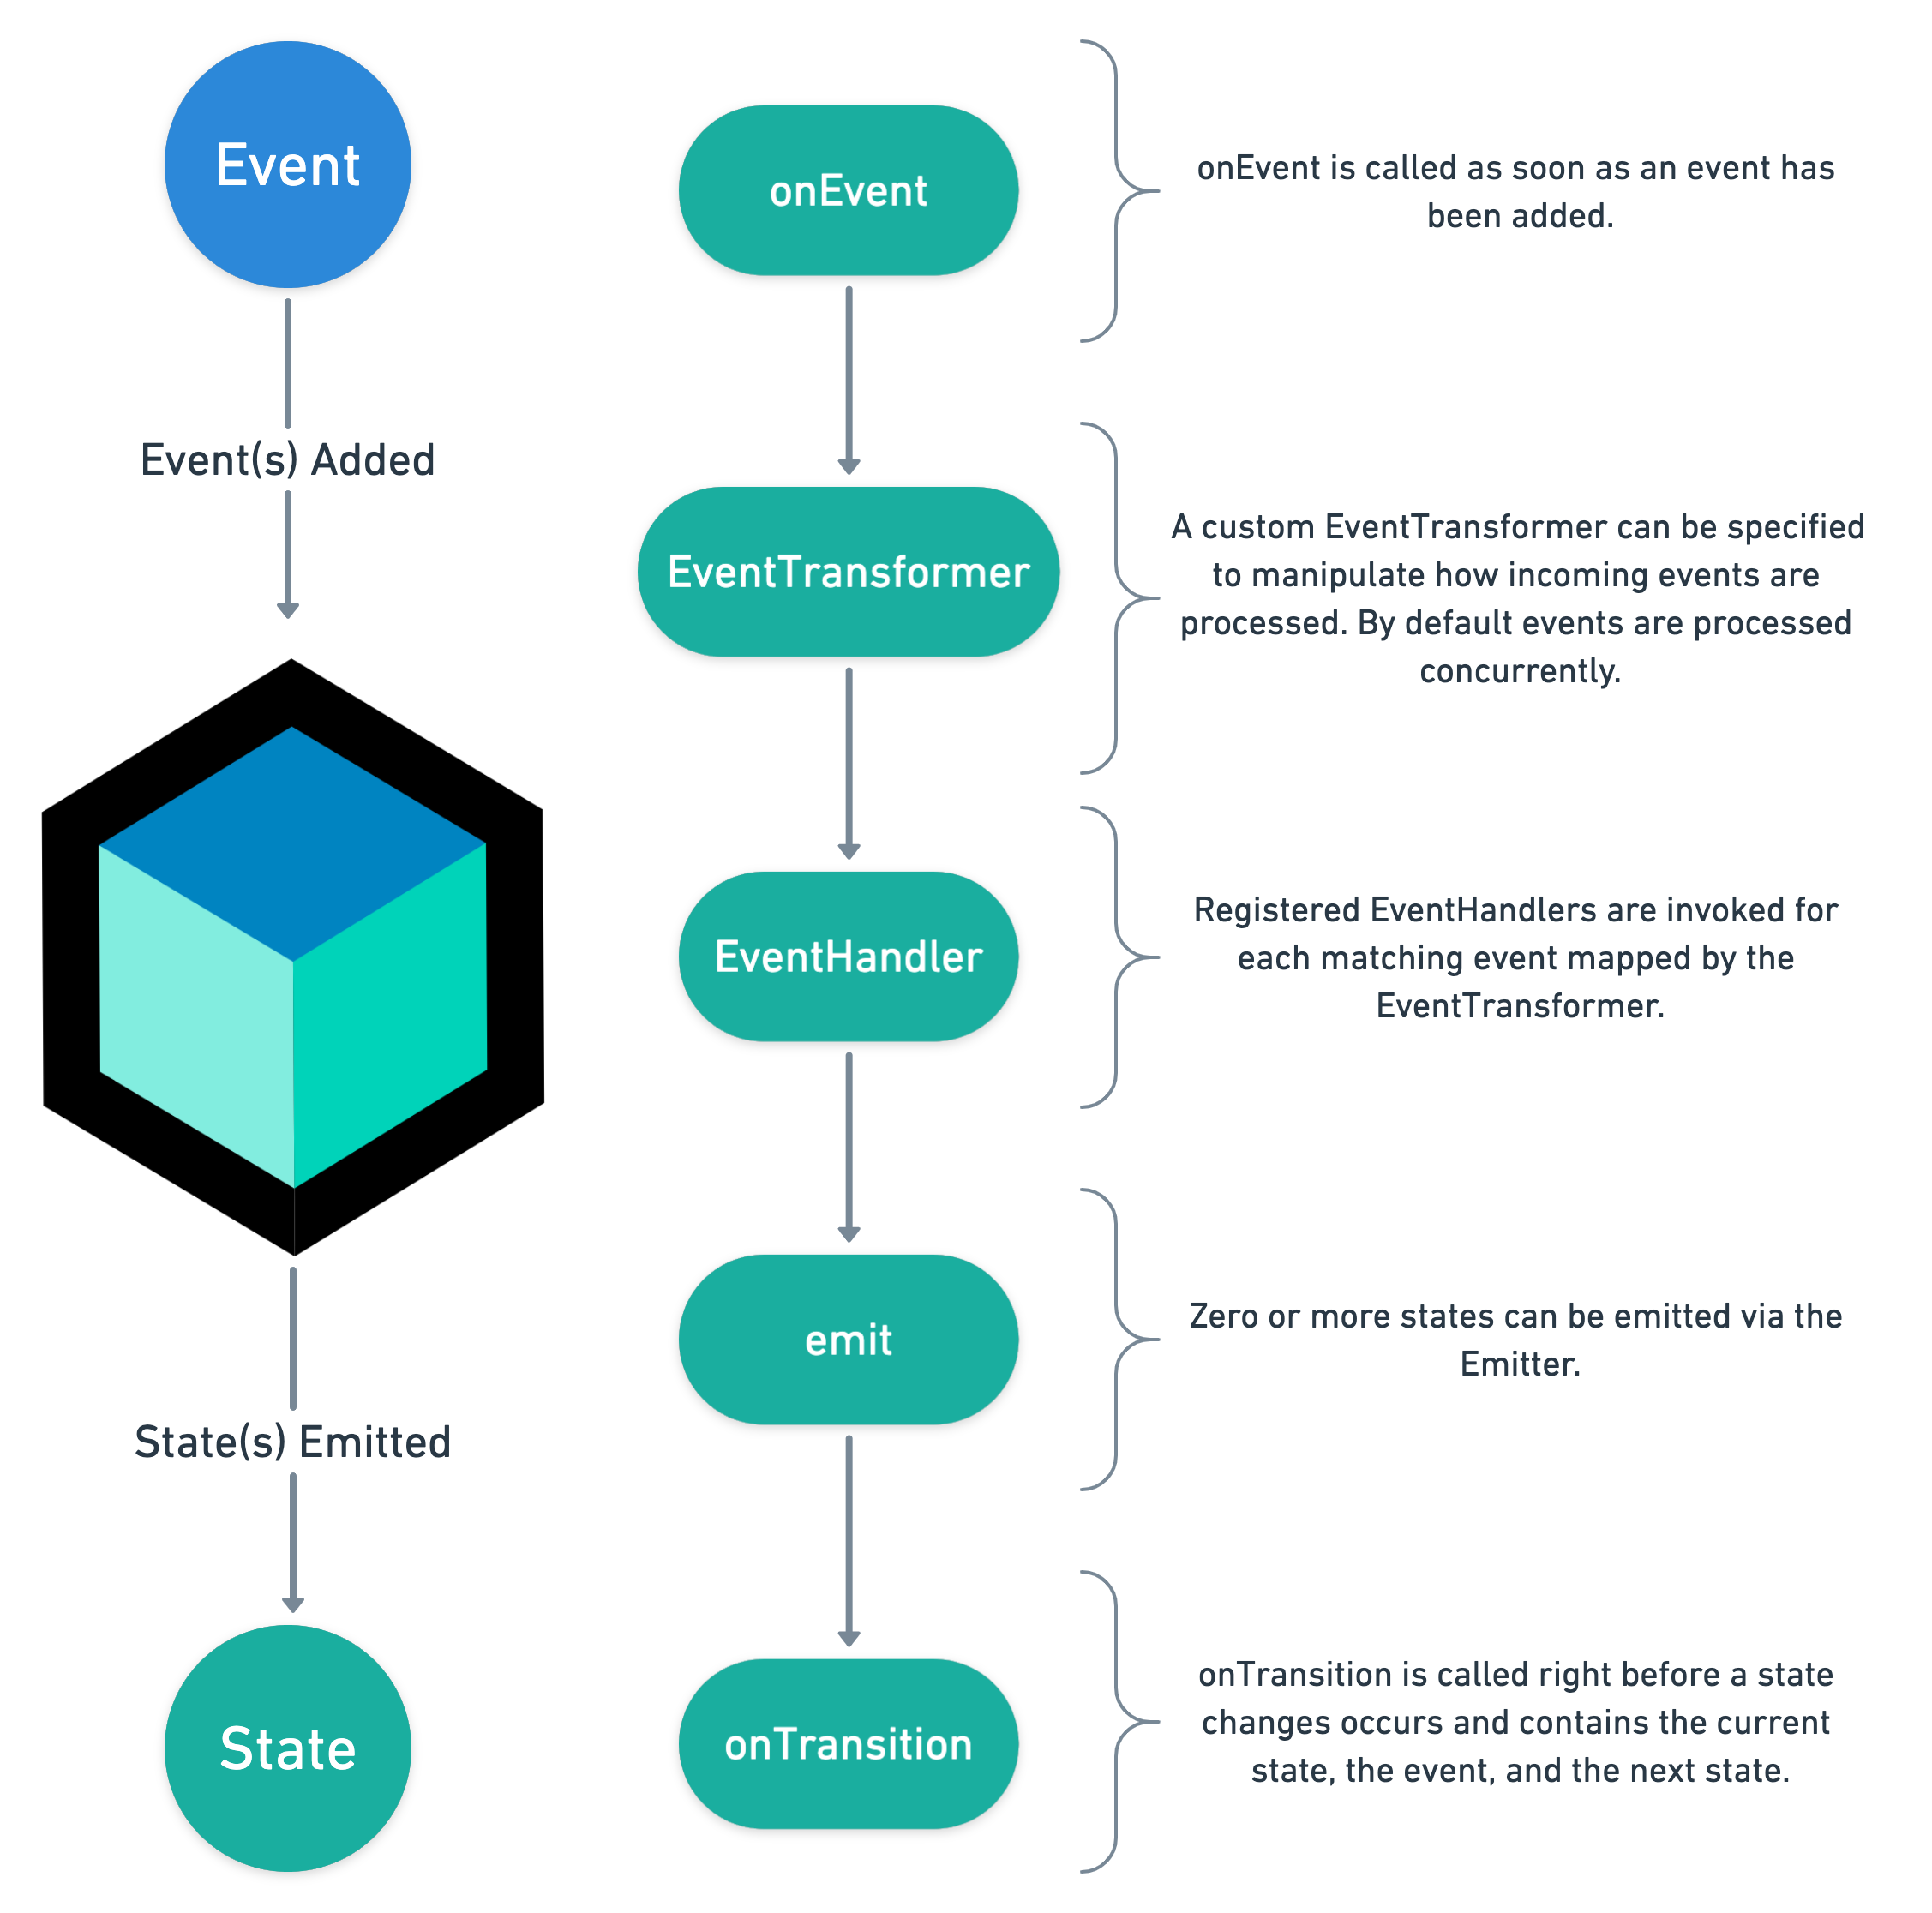 Event
Event(s) Added
State(s) Emitted
State
onEvent
EventTransformer
EventHandler
emit
onTransition
onEvent is called as soon as an event has
been added.
A custom EventTransformer can be specified
to manipulate how incoming events are
processed. By default events are processed
concurrently.
Registered EventHandlers are invoked for
each matching event mapped by the
EventTransformer.
Zero or more states can be emitted via the
Emitter.
onTransition is called right before a state
changes occurs and contains the current
state, the event, and the next state.